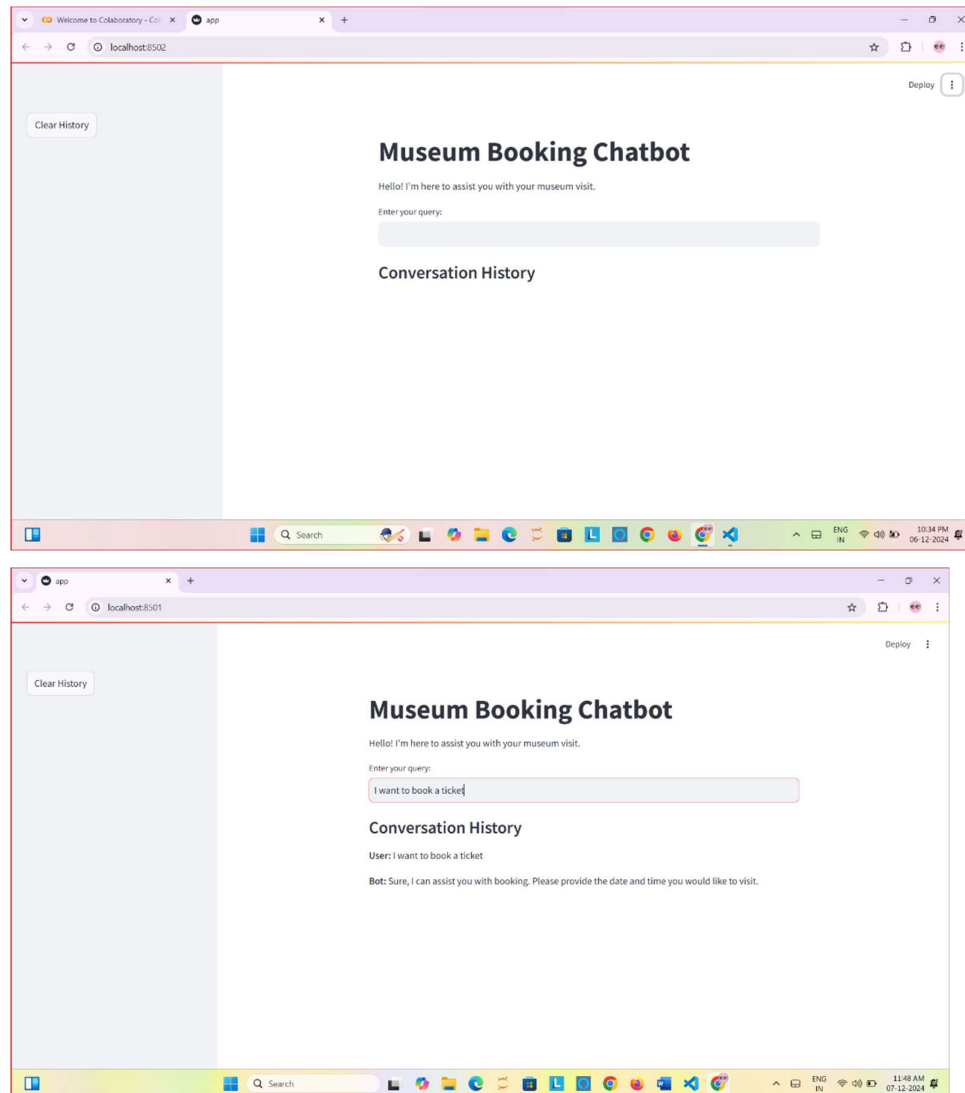 Welcome to Colaboratory - Col
app
localhost:8502
Deploy
Clear History
Museum Booking Chatbot
Hello! I'm here to assist you with your museum visit.
Enter your query:
Conversation History
Search
ENG
IN
10:34 PM
06-12-2024
app
localhost:8501
Deploy
Clear History
Museum Booking Chatbot
Hello! I'm here to assist you with your museum visit.
Enter your query:
I want to book a ticket
Conversation History
User: I want to book a ticket
Bot: Sure, I can assist you with booking. Please provide the date and time you would like to visit.
Search
ENG
IN
11:48 AM
07-12-2024